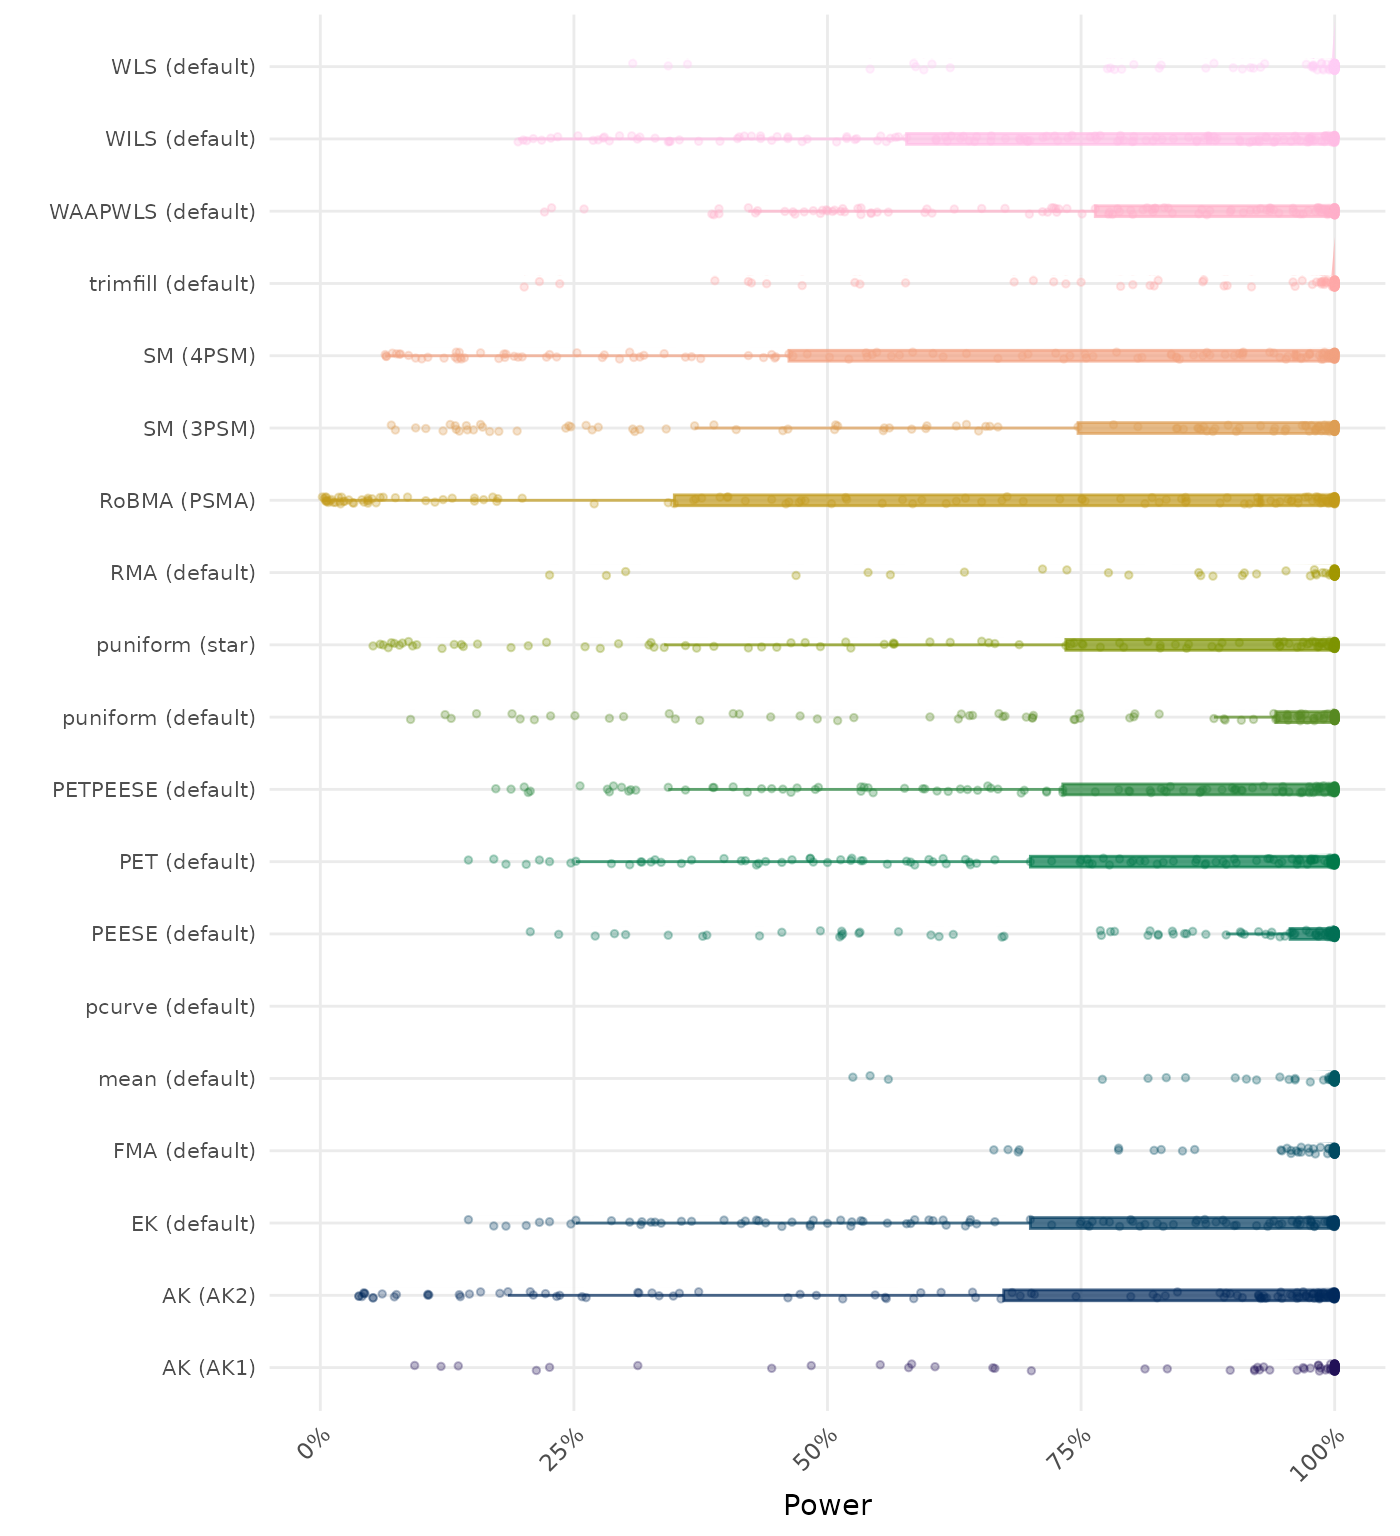 WLS (default)
WILS (default)
WAAPWLS (default)
trimfill (default)
SM (4PSM)
SM (3PSM)
RoBMA (PSMA)
RMA (default)
puniform (star)
puniform (default)
PETPEESE (default)
PET (default)
PEESE (default)
pcurve (default)
mean (default)
FMA (default)
EK (default)
AK (AK2)
AK (AK1)
0% 25% 50% 75% 100%
Power